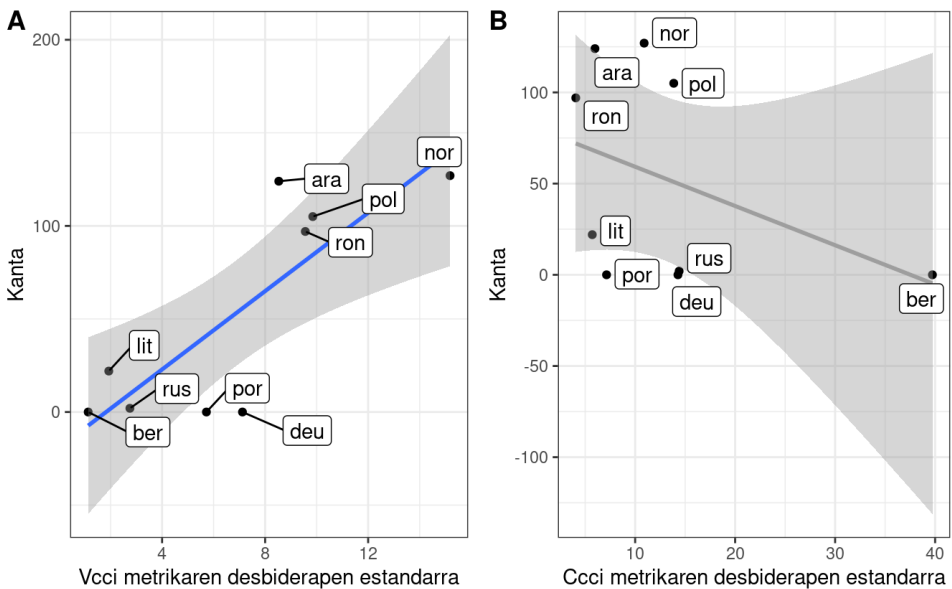 A
200
100
0
Kanta
ara
pol
nor
ron
lit
rus
por
ber
deu
4
8
12
Vcci metrikaren desbiderapen estandarra
B
100
50
0
-50
-100
Kanta
nor
ara
pol
ron
lit
rus
por
deu
ber
10
20
30
40
Ccci metrikaren desbiderapen estandarra